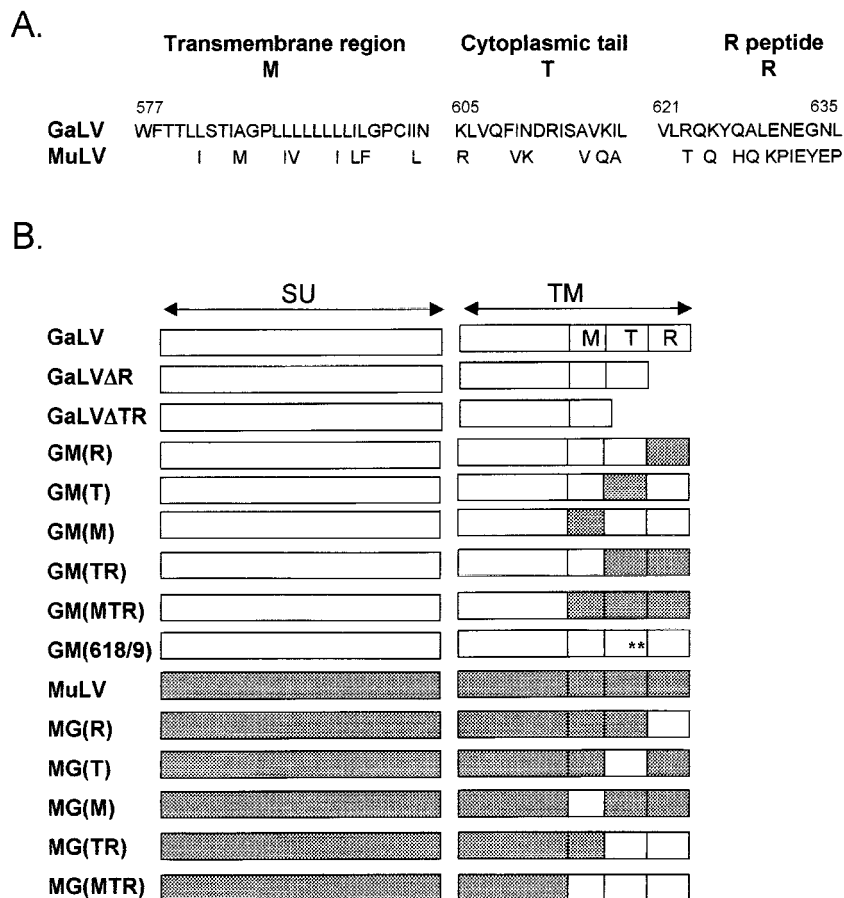 A.
Transmembrane region Cytoplasmic tail R peptide
M T R
577 605 621 635
GaLV WFTTLLSTIAGPLLLLLLLLILGPCIIN KLVQFINDRISAVKIL VLRQKYQALENEGNL
MuLV I M IV I LF L R VK V QA T Q HQ KPIEYEP
B.
SU TM
GaLV M T R
GaLVΔR
GaLVΔTR
GM(R)
GM(T)
GM(M)
GM(TR)
GM(MTR)
GM(618/9) **
MuLV
MG(R)
MG(T)
MG(M)
MG(TR)
MG(MTR)